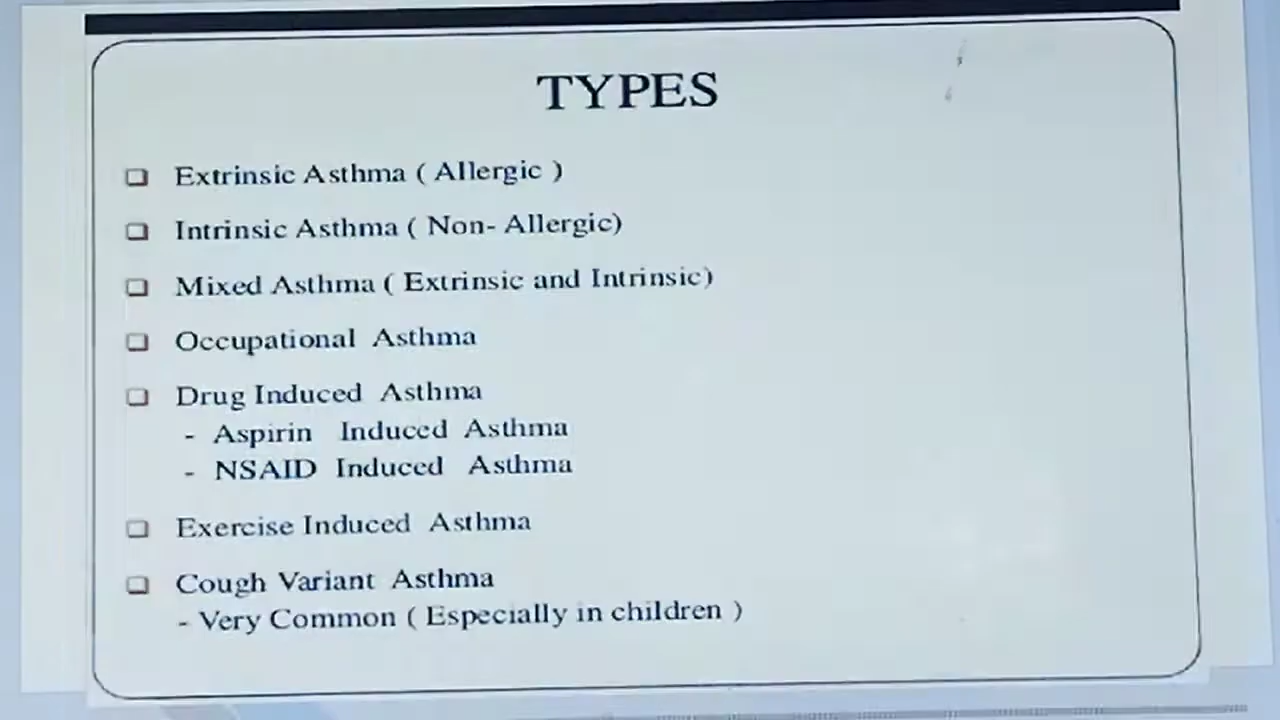 TYPES
❑ Extrinsic Asthma ( Allergic )
❑ Intrinsic Asthma ( Non- Allergic)
❑ Mixed Asthma ( Extrinsic and Intrinsic)
❑ Occupational Asthma
❑ Drug Induced Asthma
- Aspirin Induced Asthma
- NSAID Induced Asthma
❑ Exercise Induced Asthma
❑ Cough Variant Asthma
- Very Common ( Especially in children )